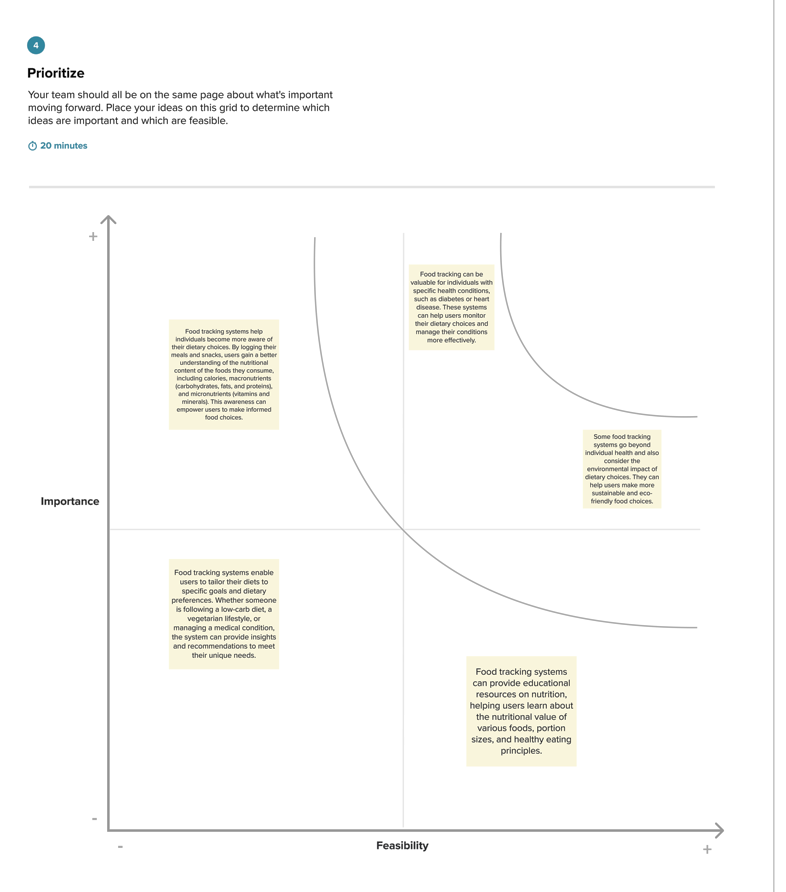 4
Prioritize
Your team should all be on the same page about what's important
moving forward. Place your ideas on this grid to determine which
ideas are important and which are feasible.
20 minutes
+
Food tracking can be
valuable for individuals with
specific health conditions,
such as diabetes or heart
disease. These systems
can help users monitor
their dietary choices and
manage their conditions
more effectively.
Food tracking systems help
individuals become more aware of
their dietary choices. By logging their
meals and snacks, users gain a better
understanding of the nutritional
content of the foods they consume,
including calories, macronutrients
(carbohydrates, fats, and proteins),
and micronutrients (vitamins and
minerals). This awareness can
empower users to make informed
food choices.
Some food tracking
systems go beyond
individual health and also
consider the
environmental impact of
dietary choices. They can
help users make more
sustainable and eco-
friendly food choices.
Importance
Food tracking systems enable
users to tailor their diets to
specific goals and dietary
preferences. Whether someone
is following a low-carb diet, a
vegetarian lifestyle, or
managing a medical condition,
the system can provide insights
and recommendations to meet
their unique needs.
Food tracking systems
can provide educational
resources on nutrition,
helping users learn about
the nutritional value of
various foods, portion
sizes, and healthy eating
principles.
-
-
Feasibility
+